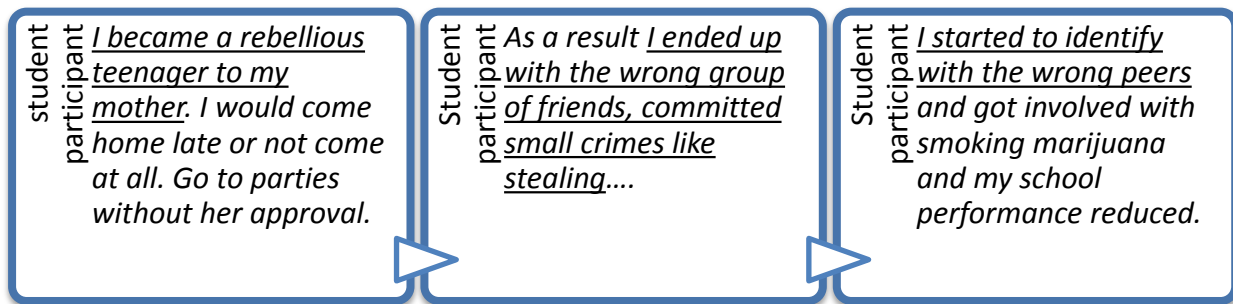 student
participant
I became a rebellious
teenager to my
mother. I would come
home late or not come
at all. Go to parties
without her approval.
Student
participant
As a result I ended up
with the wrong group
of friends, committed
small crimes like
stealing....
Student
participant
I started to identify
with the wrong peers
and got involved with
smoking marijuana
and my school
performance reduced.